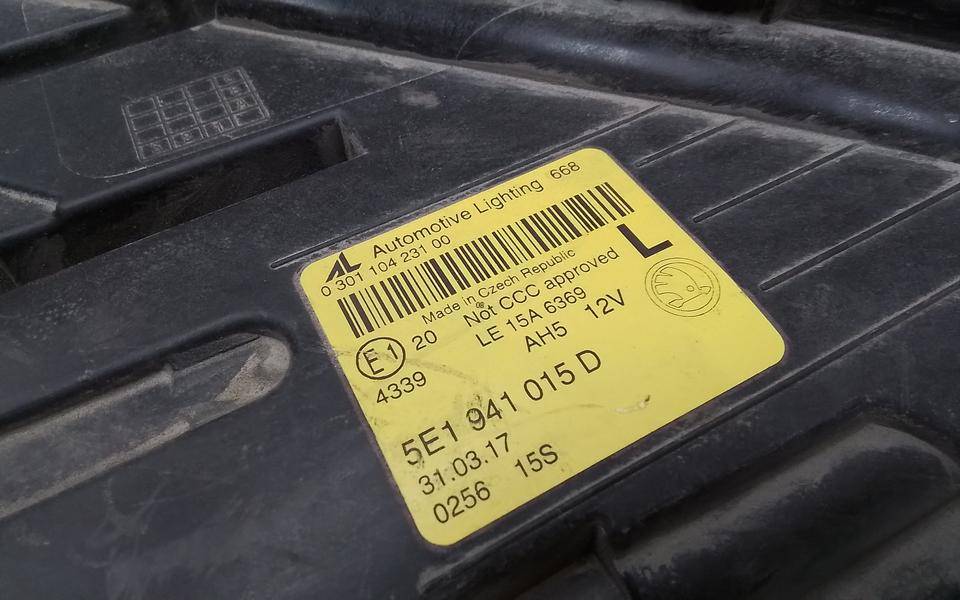 AL Automotive Lighting 668
0 301 104 231 00
Made in Czech Republic
L
Not CCC approved
E1 20
LE 15A 6369
4339
AH5 12V
5E1 941 015 D
31.03.17
0256 15S